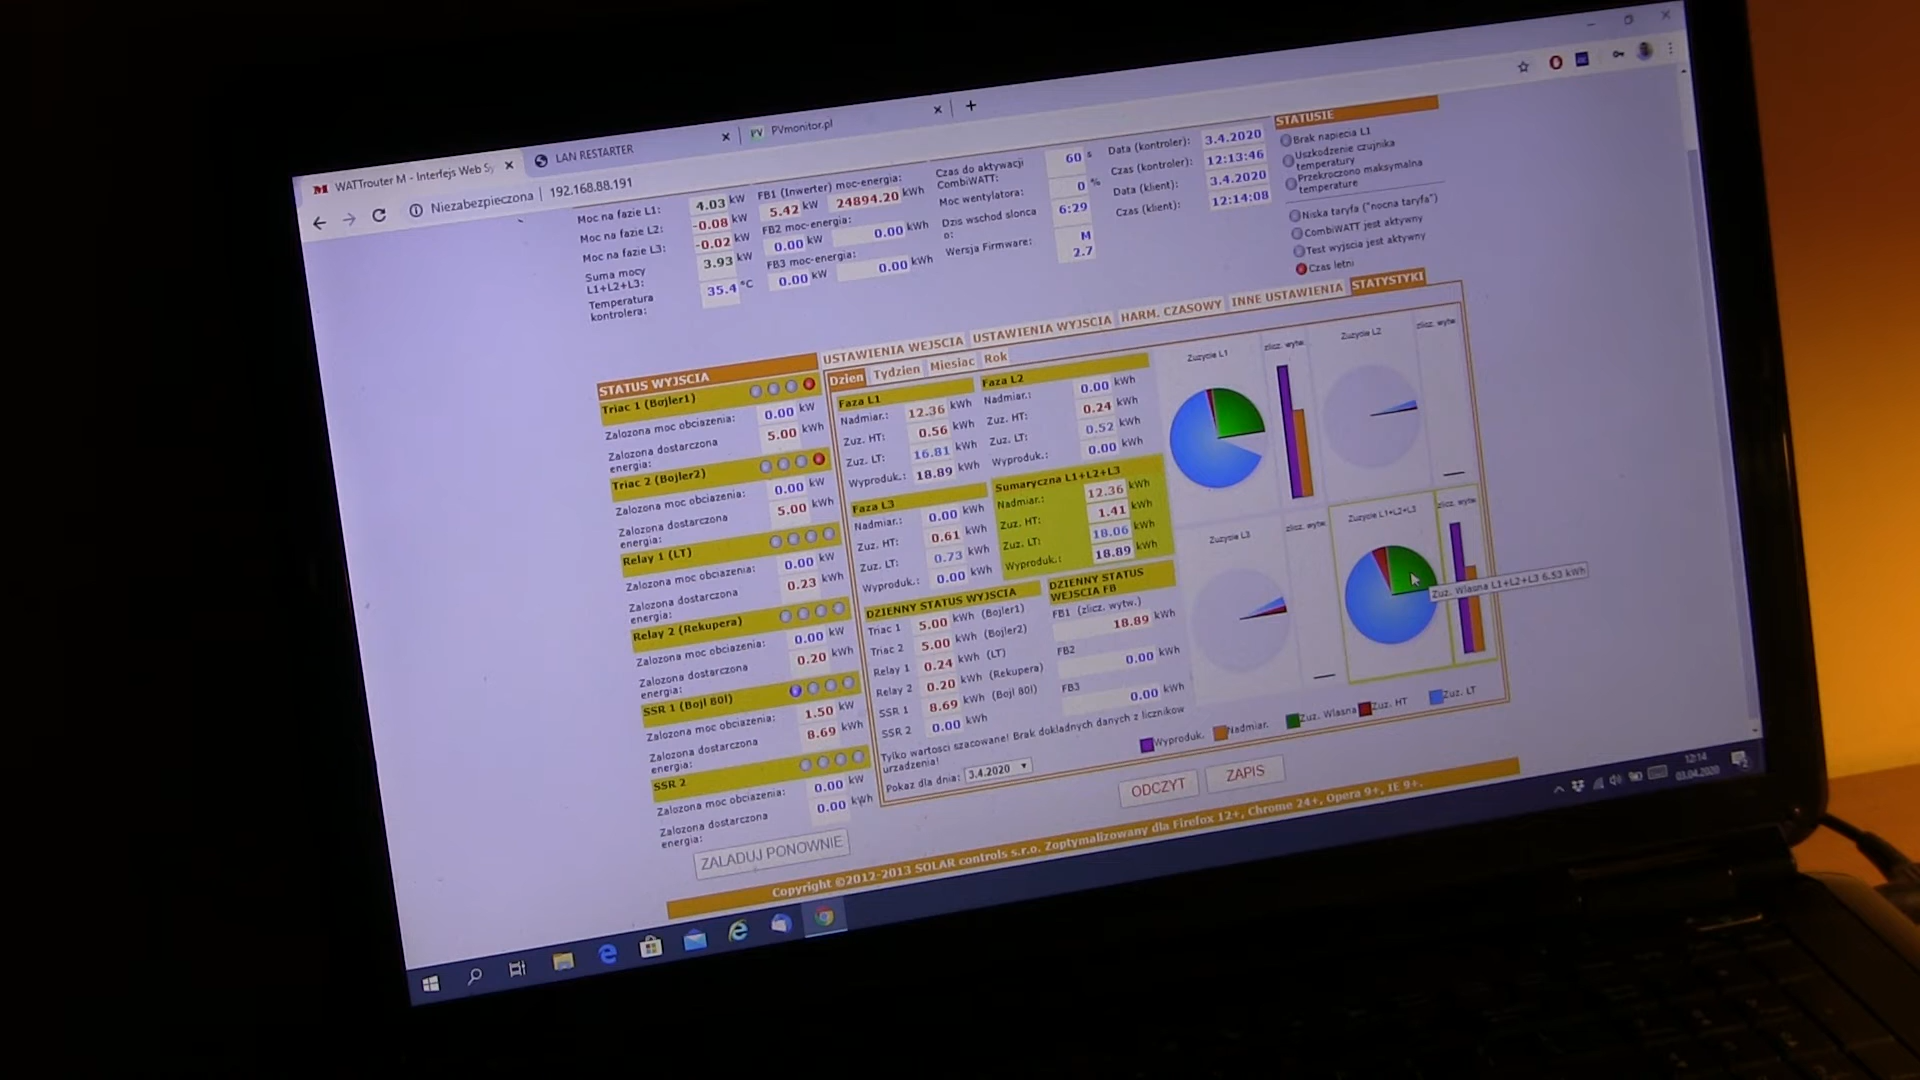 WATTrouter M - Interfejs Web Sy
LAN RESTARTER
PVmonitor.pl
Niezabezpieczona | 192.168.88.191
Moc na fazie L1: 4.03 kW
Moc na fazie L2: -0.08 kW
Moc na fazie L3: -0.02 kW
Suma mocy L1+L2+L3: 3.93 kW
Temperatura kontrolera: 35.4 °C
FB1 (Inwerter) moc-energia:
5.42 kW 24894.20 kWh
FB2 moc-energia:
0.00 kW 0.00 kWh
FB3 moc-energia:
0.00 kW 0.00 kWh
Czas do aktywacji CombiWATT: 60 s
Moc wentylatora: 0 %
Dzis wschod slonca o: 6:29
Wersja Firmware: M 2.7
Data (kontroler): 3.4.2020
Czas (kontroler): 12:13:46
Data (klient): 3.4.2020
Czas (klient): 12:14:08
STATUSIE
Brak napiecia L1
Uszkodzenie czujnika temperatury
Przekroczono maksymalna temperature
Niska taryfa ("nocna taryfa")
CombiWATT jest aktywny
Test wyjscia jest aktywny
Czas letni
STATUS WYJSCIA
Triac 1 (Bojler1)
Zalozona moc obciazenia: 0.00 kW
Zalozona dostarczona energia: 5.00 kWh
Triac 2 (Bojler2)
Zalozona moc obciazenia: 0.00 kW
Zalozona dostarczona energia: 5.00 kWh
Relay 1 (LT)
Zalozona moc obciazenia: 0.00 kW
Zalozona dostarczona energia: 0.23 kWh
Relay 2 (Rekupera)
Zalozona moc obciazenia: 0.00 kW
Zalozona dostarczona energia: 0.20 kWh
SSR 1 (Bojl 80l)
Zalozona moc obciazenia: 1.50 kW
Zalozona dostarczona energia: 8.69 kWh
SSR 2
Zalozona moc obciazenia: 0.00 kW
Zalozona dostarczona energia: 0.00 kWh
ZALADUJ PONOWNIE
USTAWIENIA WEJSCIA USTAWIENIA WYJSCIA HARM. CZASOWY INNE USTAWIENIA STATYSTYKI
Dzien Tydzien Miesiac Rok
Faza L1
Nadmiar.: 12.36 kWh
Zuz. HT: 0.56 kWh
Zuz. LT: 16.81 kWh
Wyproduk.: 18.89 kWh
Faza L2
Nadmiar.: 0.00 kWh
Zuz. HT: 0.24 kWh
Zuz. LT: 0.52 kWh
Wyproduk.: 0.00 kWh
Faza L3
Nadmiar.: 0.00 kWh
Zuz. HT: 0.61 kWh
Zuz. LT: 0.73 kWh
Wyproduk.: 0.00 kWh
Sumaryczna L1+L2+L3
Nadmiar.: 12.36 kWh
Zuz. HT: 1.41 kWh
Zuz. LT: 18.06 kWh
Wyproduk.: 18.89 kWh
DZIENNY STATUS WYJSCIA
Triac 1 5.00 kWh (Bojler1)
Triac 2 5.00 kWh (Bojler2)
Relay 1 0.24 kWh (LT)
Relay 2 0.20 kWh (Rekupera)
SSR 1 8.69 kWh (Bojl 80l)
SSR 2 0.00 kWh
DZIENNY STATUS WEJSCIA FB
FB1 (zlicz. wytw.)
18.89 kWh
FB2
0.00 kWh
FB3
0.00 kWh
Tylko wartosci szacowane! Brak dokladnych danych z licznikow urzadzenia!
Pokaz dla dnia: 3.4.2020
Zuzycie L1
zlicz. wytw.
Zuzycie L2
zlicz. wytw.
Zuzycie L3
zlicz. wytw.
Zuzycie L1+L2+L3
zlicz. wytw.
Zuz. Wlasna L1+L2+L3 6.53 kWh
Wyproduk. Nadmiar. Zuz. Wlasna Zuz. HT Zuz. LT
ODCZYT ZAPIS
Copyright ©2012-2013 SOLAR controls s.r.o. Zoptymalizowany dla Firefox 12+, Chrome 24+, Opera 9+, IE 9+.
12:14
03.04.2020